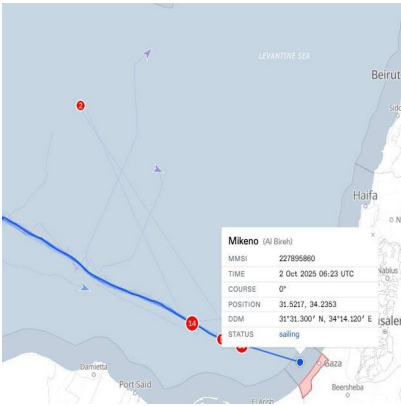 LEVANTINE SEA
2
Beirut
Haifa
Mikeno (Al Bireh)
MMSI 227895860
TIME 2 Oct 2025 06:23 UTC
COURSE 0°
POSITION 31.5217, 34.2353
DDM 31°31.300′ N, 34°14.120′ E
STATUS sailing
Nablus
14
Gaza
Damietta
Port Said
Beersheba
El Arish